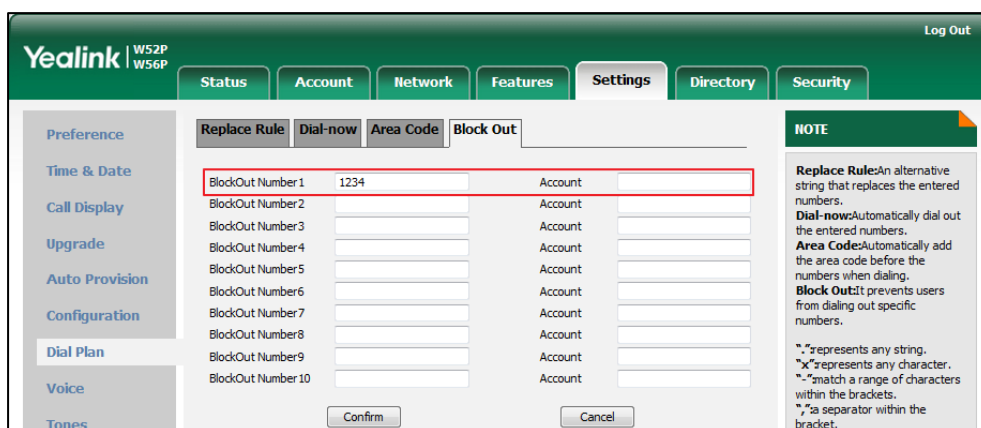 Log Out
Yealink | W52P W56P
Status Account Network Features Settings Directory Security
Preference
Time & Date
Call Display
Upgrade
Auto Provision
Configuration
Dial Plan
Voice
Tones
Replace Rule Dial-now Area Code Block Out
BlockOut Number1 1234 Account
BlockOut Number2 Account
BlockOut Number3 Account
BlockOut Number4 Account
BlockOut Number5 Account
BlockOut Number6 Account
BlockOut Number7 Account
BlockOut Number8 Account
BlockOut Number9 Account
BlockOut Number10 Account
Confirm Cancel
NOTE
Replace Rule:An alternative
string that replaces the entered
numbers.
Dial-now:Automatically dial out
the entered numbers.
Area Code:Automatically add
the area code before the
numbers when dialing.
Block Out:It prevents users
from dialing out specific
numbers.
".":represents any string.
"x":represents any character.
"-":match a range of characters
within the brackets.
",":a separator within the
bracket.